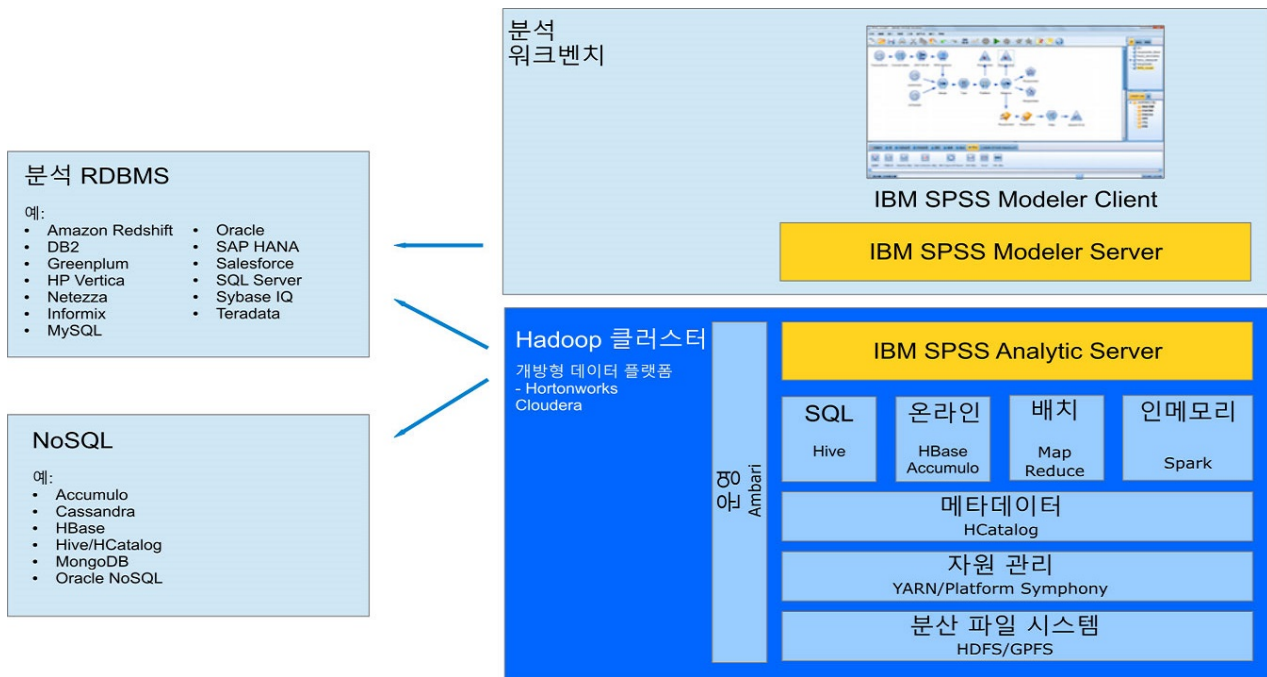 분석
워크벤치
IBM SPSS Modeler Client
IBM SPSS Modeler Server
분석 RDBMS
예:
• Amazon Redshift
• DB2
• Greenplum
• HP Vertica
• Netezza
• Informix
• MySQL
• Oracle
• SAP HANA
• Salesforce
• SQL Server
• Sybase IQ
• Teradata
NoSQL
예:
• Accumulo
• Cassandra
• HBase
• Hive/HCatalog
• MongoDB
• Oracle NoSQL
Hadoop 클러스터
개방형 데이터 플랫폼
- Hortonworks
Cloudera
운영
Ambari
IBM SPSS Analytic Server
SQL
Hive
온라인
HBase
Accumulo
배치
Map
Reduce
인메모리
Spark
메타데이터
HCatalog
자원 관리
YARN/Platform Symphony
분산 파일 시스템
HDFS/GPFS